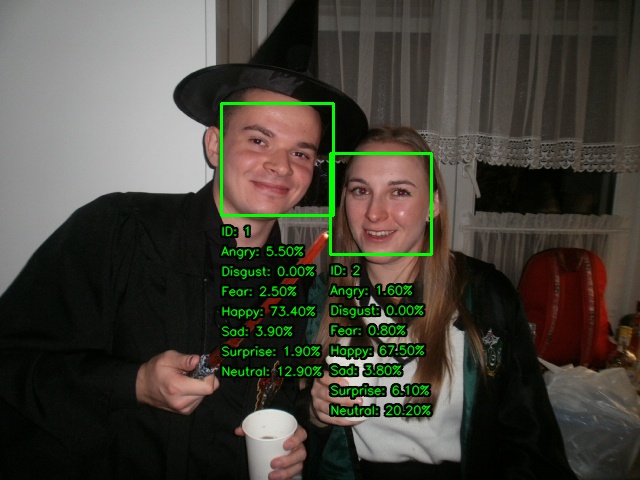 ID: 1
Angry: 5.50%
Disgust: 0.00%
Fear: 2.50%
Happy: 73.40%
Sad: 3.90%
Surprise: 1.90%
Neutral: 12.90%
ID: 2
Angry: 1.60%
Disgust: 0.00%
Fear: 0.80%
Happy: 67.50%
Sad: 3.80%
Surprise: 6.10%
Neutral: 20.20%